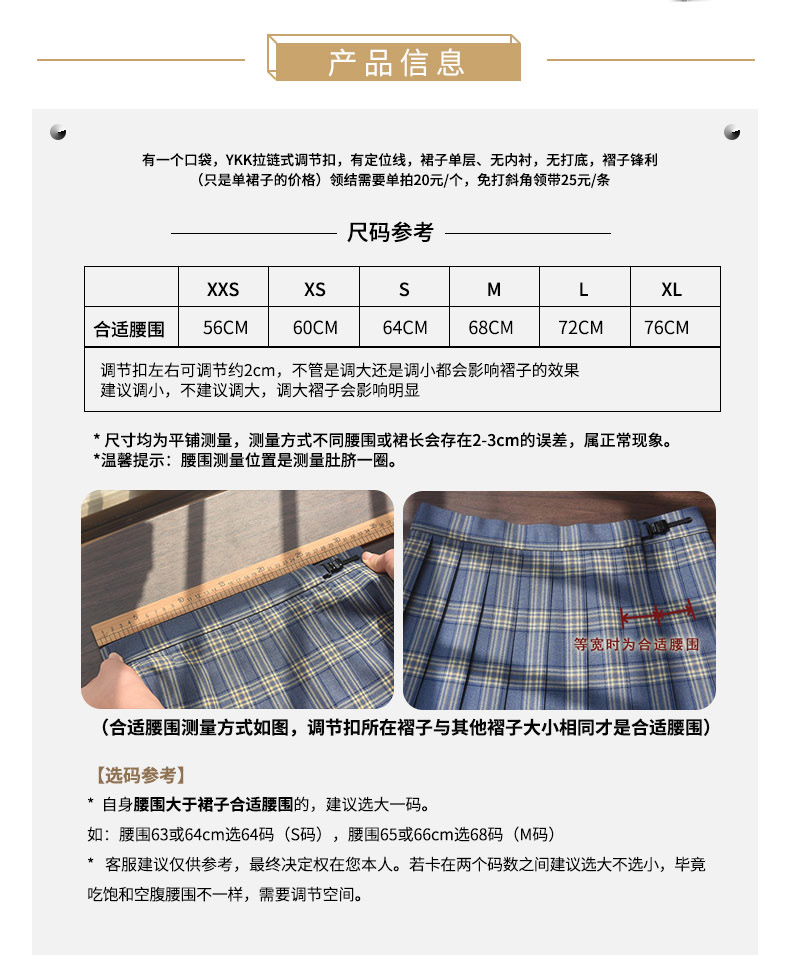 产品信息
有一个口袋，YKK拉链式调节扣，有定位线，裙子单层、无内衬，无打底，褶子锋利
（只是单裙子的价格）领结需要单拍20元/个，免打斜角领带25元/条
尺码参考
XXS XS S M L XL
合适腰围 56CM 60CM 64CM 68CM 72CM 76CM
调节扣左右可调节约2cm，不管是调大还是调小都会影响褶子的效果
建议调小，不建议调大，调大褶子会影响明显
* 尺寸均为平铺测量，测量方式不同腰围或裙长会存在2-3cm的误差，属正常现象。
*温馨提示：腰围测量位置是测量肚脐一圈。
等宽时为合适腰围
（合适腰围测量方式如图，调节扣所在褶子与其他褶子大小相同才是合适腰围）
【选码参考】
* 自身腰围大于裙子合适腰围的，建议选大一码。
如：腰围63或64cm选64码（S码），腰围65或66cm选68码（M码）
* 客服建议仅供参考，最终决定权在您本人。若卡在两个码数之间建议选大不选小，毕竟
吃饱和空腹腰围不一样，需要调节空间。